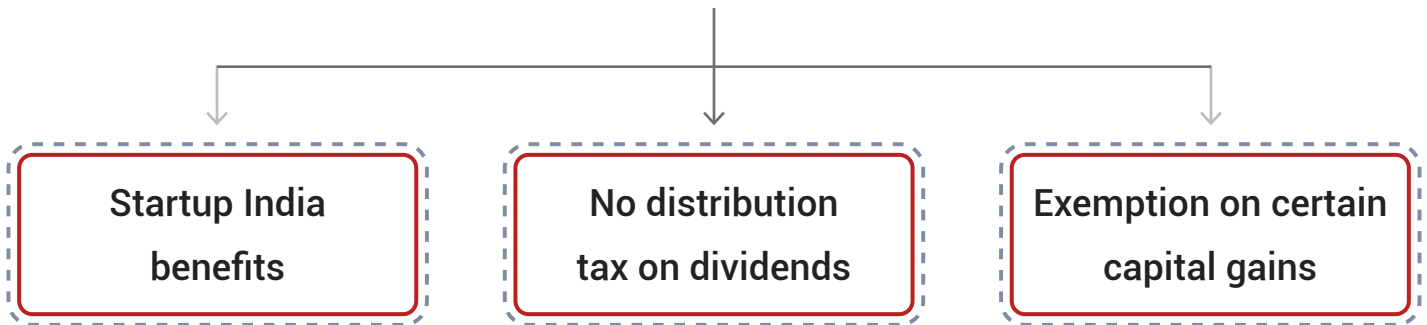 Startup India
benefits
No distribution
tax on dividends
Exemption on certain
capital gains